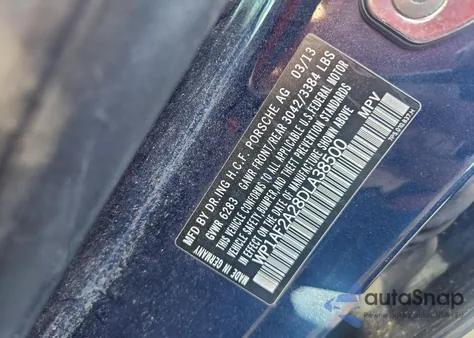 MFD BY DR.ING H.C.F. PORSCHE AG 03/13
GVWR 6283 GAWR FRONT/REAR 3042/3384 LBS
THIS VEHICLE CONFORMS TO ALL APPLICABLE U.S. FEDERAL MOTOR
VEHICLE SAFETY, BUMPER AND THEFT PREVENTION STANDARDS
IN EFFECT ON THE DATE OF MANUFACTURE SHOWN ABOVE
WP1AF2A28DLA38500 MPV
MADE IN
autoSnap